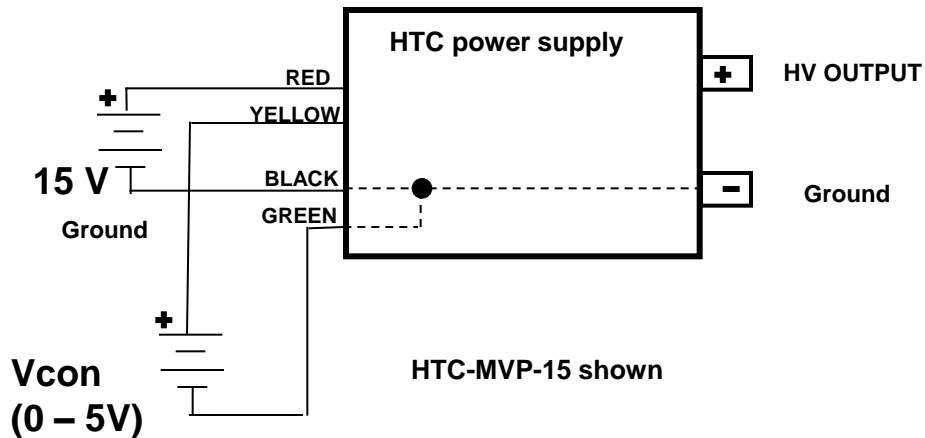 HTC power supply
RED
+
HV OUTPUT
+
YELLOW
15 V
BLACK
-
Ground
GREEN
Ground
+
Vcon
(0 – 5V)
HTC-MVP-15 shown